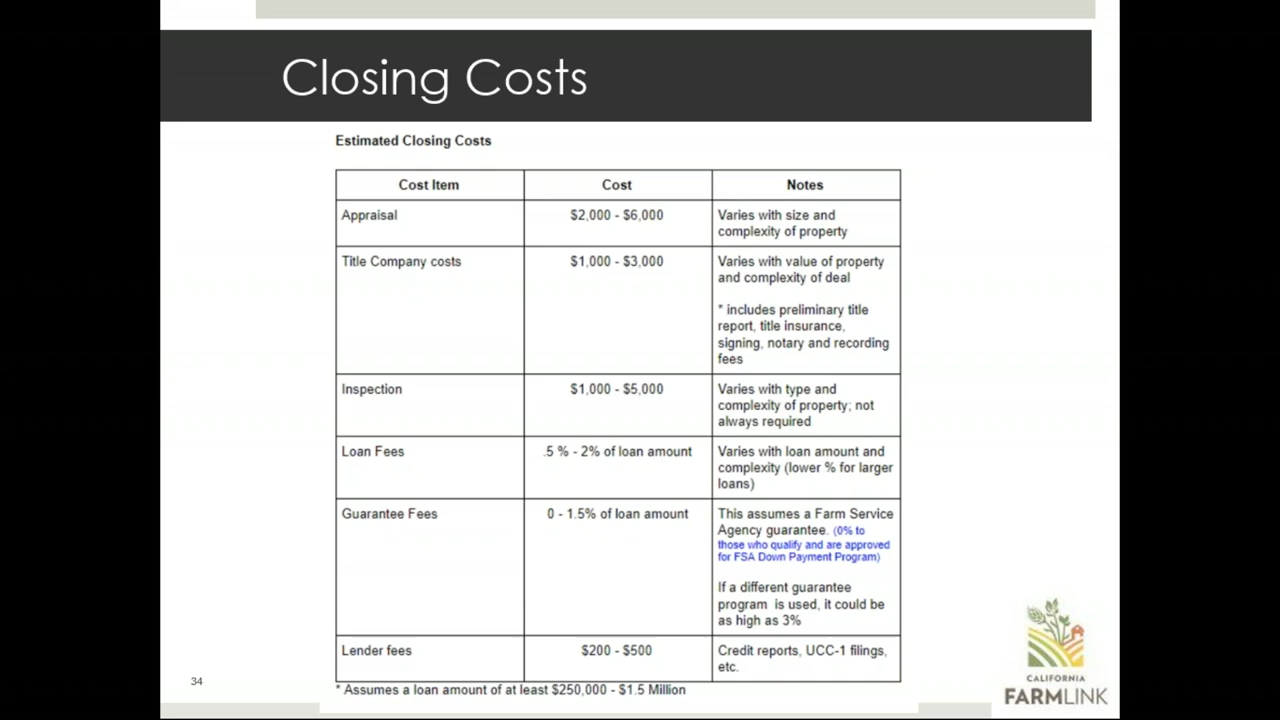 Closing Costs
Estimated Closing Costs
Cost Item
Cost
Notes
Appraisal
$2,000 - $6,000
Varies with size and
complexity of property
Title Company costs
$1,000 - $3,000
Varies with value of property
and complexity of deal
* includes preliminary title
report, title insurance,
signing, notary and recording
fees
Inspection
$1,000 - $5,000
Varies with type and
complexity of property; not
always required
Loan Fees
.5 % - 2% of loan amount
Varies with loan amount and
complexity (lower % for larger
loans)
Guarantee Fees
0 - 1.5% of loan amount
This assumes a Farm Service
Agency guarantee. (0% to
those who qualify and are approved
for FSA Down Payment Program)
If a different guarantee
program is used, it could be
as high as 3%
Lender fees
$200 - $500
Credit reports, UCC-1 filings,
etc.
* Assumes a loan amount of at least $250,000 - $1.5 Million
34
CALIFORNIA
FARMLINK